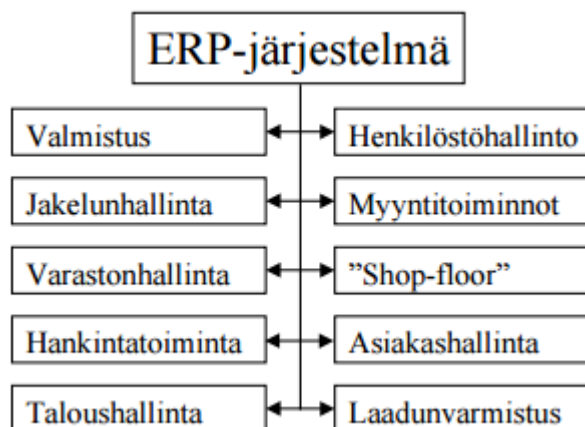 ERP-järjestelmä
Valmistus
Henkilöstöhallinto
Jakelunhallinta
Myyntitoiminnot
Varastonhallinta
”Shop-floor”
Hankintatoiminta
Asiakashallinta
Taloushallinta
Laadunvarmistus